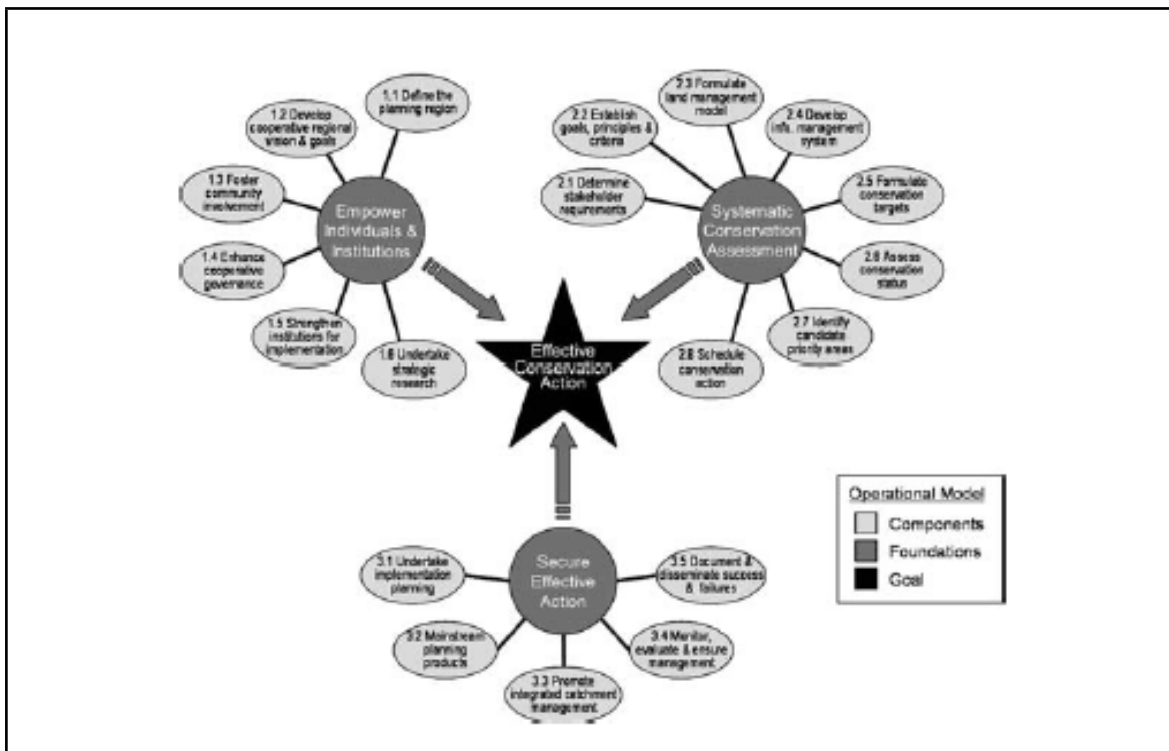 1.1 Define the
planning region
1.2 Develop
cooperative regional
vision & goals
1.3 Foster
community
involvement
1.4 Enhance
cooperative
governance
1.5 Strengthen
institutions for
implementation
1.6 Undertake
strategic
research
Empower
Individuals &
Institutions
2.1 Determine
stakeholder
requirements
2.2 Establish
goals, principles &
criteria
2.3 Formulate
land management
model
2.4 Develop
info. management
system
2.5 Formulate
conservation
targets
2.6 Assess
conservation
status
2.7 Identify
candidate
priority areas
2.8 Schedule
conservation
action
Systematic
Conservation
Assessment
Effective
Conservation
Action
3.1 Undertake
implementation
planning
3.2 Mainstream
planning
products
3.3 Promote
integrated catchment
management
3.4 Monitor,
evaluate & ensure
management
3.5 Document &
disseminate success
& failures
Secure
Effective
Action
Operational Model
Components
Foundations
Goal